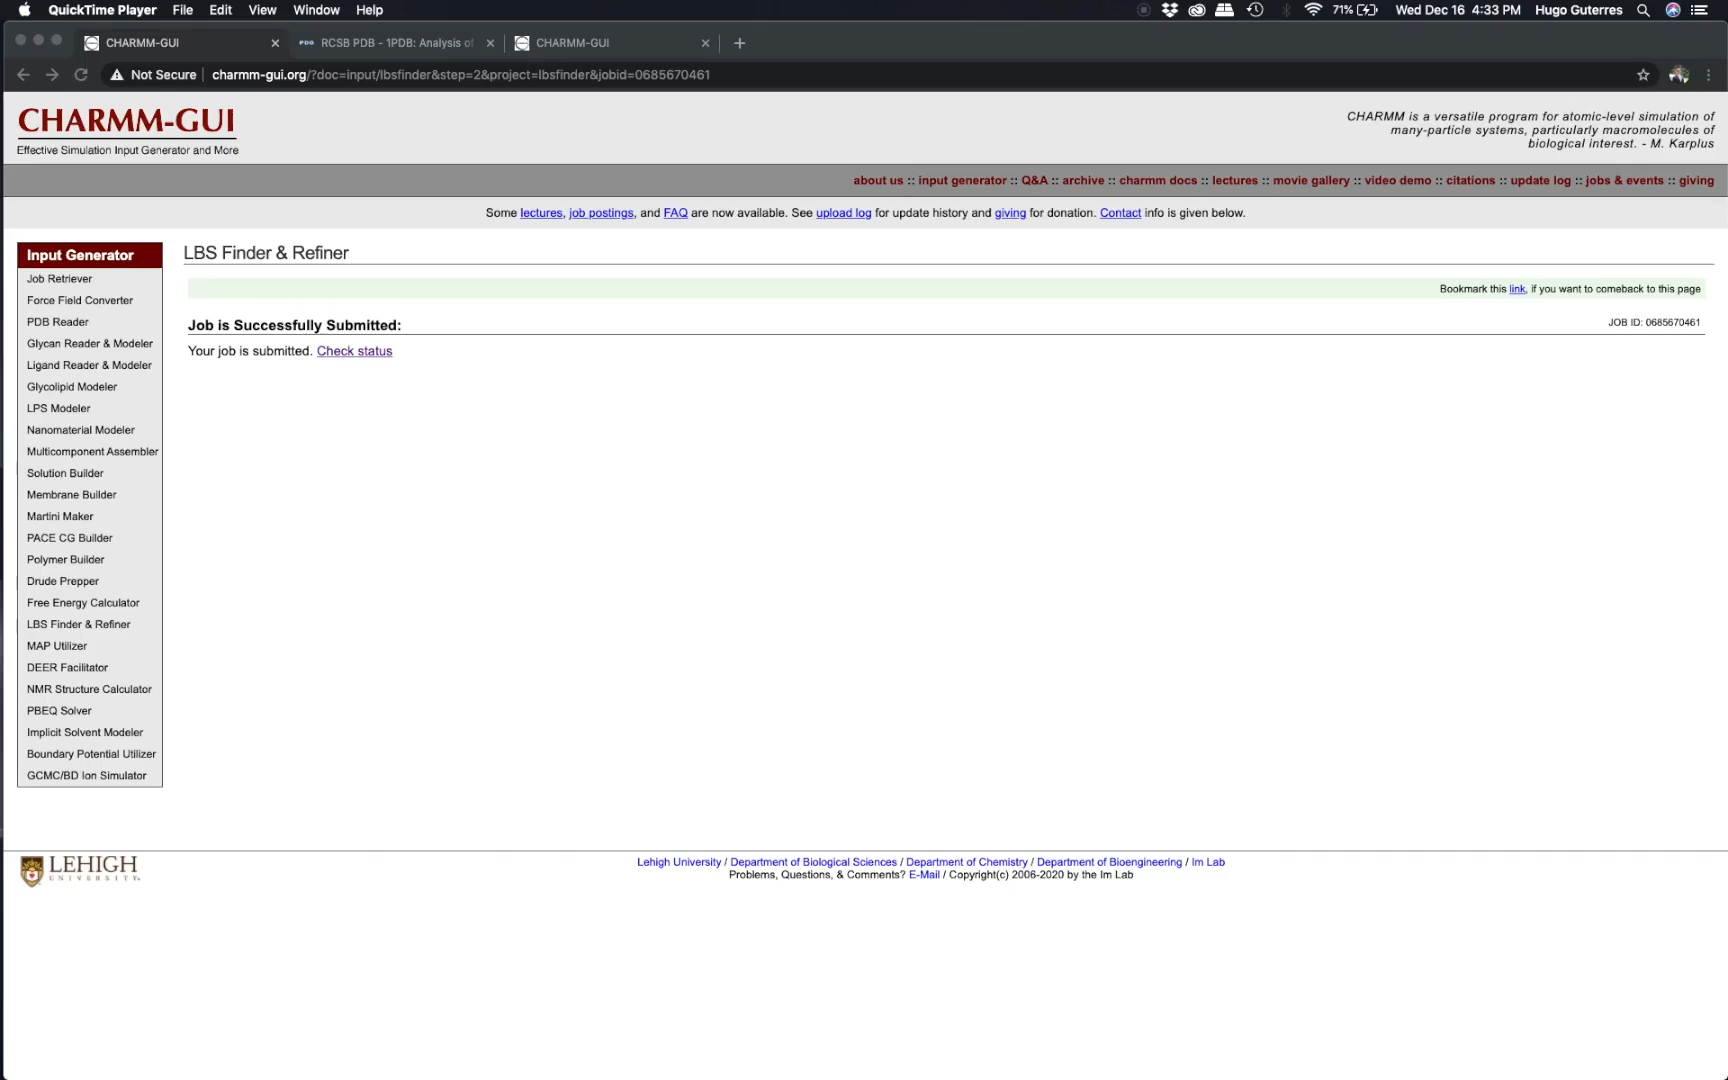 QuickTime Player File Edit View Window Help 71% Wed Dec 16 4:33 PM Hugo Guterres
CHARMM-GUI RCSB PDB - 1PDB: Analysis of CHARMM-GUI
Not Secure charmm-gui.org/?doc=input/lbsfinder&step=2&project=lbsfinder&jobid=0685670461
CHARMM-GUI
Effective Simulation Input Generator and More
CHARMM is a versatile program for atomic-level simulation of
many-particle systems, particularly macromolecules of
biological interest. - M. Karplus
about us :: input generator :: Q&A :: archive :: charmm docs :: lectures :: movie gallery :: video demo :: citations :: update log :: jobs & events :: giving
Some lectures, job postings, and FAQ are now available. See upload log for update history and giving for donation. Contact info is given below.
Input Generator
Job Retriever
Force Field Converter
PDB Reader
Glycan Reader & Modeler
Ligand Reader & Modeler
Glycolipid Modeler
LPS Modeler
Nanomaterial Modeler
Multicomponent Assembler
Solution Builder
Membrane Builder
Martini Maker
PACE CG Builder
Polymer Builder
Drude Prepper
Free Energy Calculator
LBS Finder & Refiner
MAP Utilizer
DEER Facilitator
NMR Structure Calculator
PBEQ Solver
Implicit Solvent Modeler
Boundary Potential Utilizer
GCMC/BD Ion Simulator
LBS Finder & Refiner
Bookmark this link, if you want to comeback to this page
Job is Successfully Submitted:
JOB ID: 0685670461
Your job is submitted. Check status
LEHIGH
UNIVERSITY.
Lehigh University / Department of Biological Sciences / Department of Chemistry / Department of Bioengineering / Im Lab
Problems, Questions, & Comments? E-Mail / Copyright(c) 2006-2020 by the Im Lab